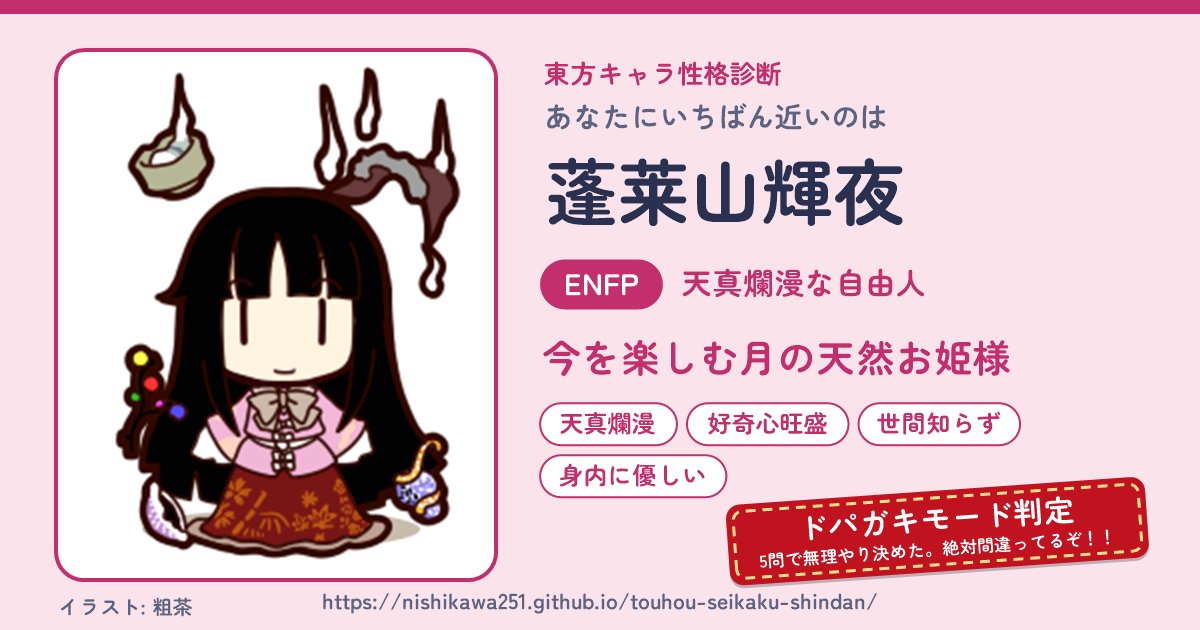 東方キャラ性格診断
あなたにいちばん近いのは
蓬莱山輝夜
ENFP 天真爛漫な自由人
今を楽しむ月の天然お姫様
天真爛漫 好奇心旺盛 世間知らず
身内に優しい
ドパガキモード判定
5問で無理やり決めた。絶対間違ってるぞ！！
イラスト: 粗茶
https://nishikawa251.github.io/touhou-seikaku-shindan/